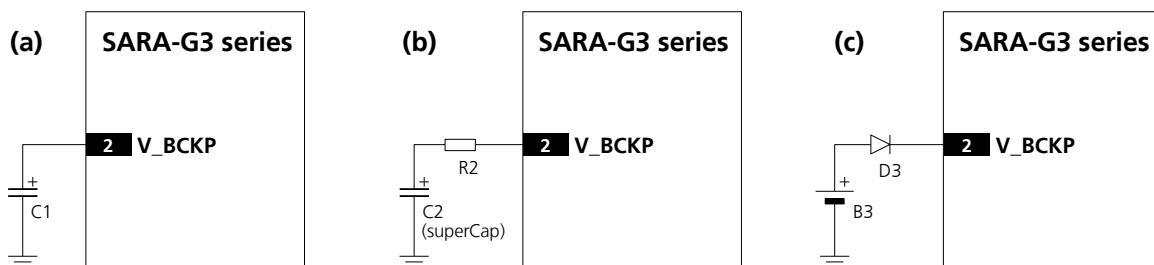 (a)
SARA-G3 series
2 V_BCKP
+
C1
(b)
SARA-G3 series
2 V_BCKP
R2
+
C2
(superCap)
(c)
SARA-G3 series
2 V_BCKP
D3
+
B3